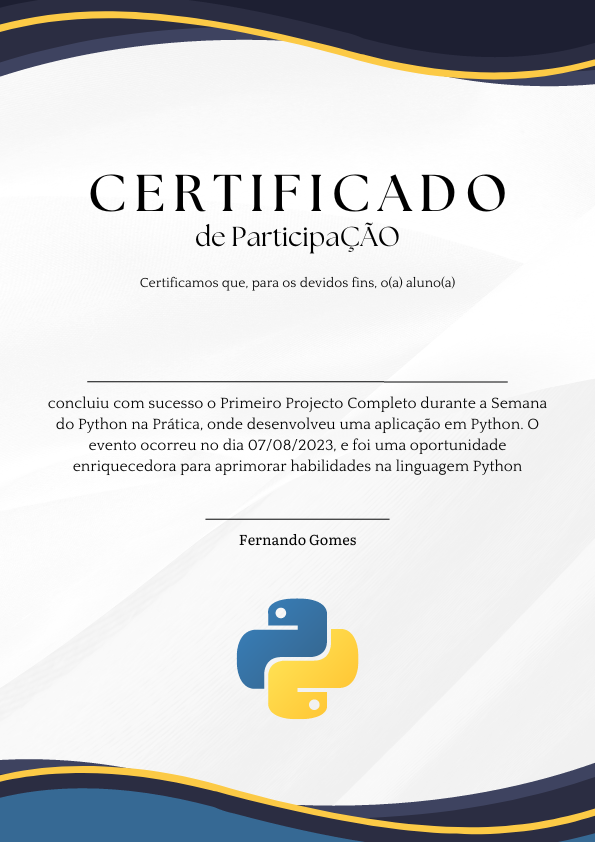 CERTIFICADO
de ParticipaÇÃO
Certificamos que, para os devidos fins, o(a) aluno(a)
concluiu com sucesso o Primeiro Projecto Completo durante a Semana
do Python na Prática, onde desenvolveu uma aplicação em Python. O
evento ocorreu no dia 07/08/2023, e foi uma oportunidade
enriquecedora para aprimorar habilidades na linguagem Python
Fernando Gomes